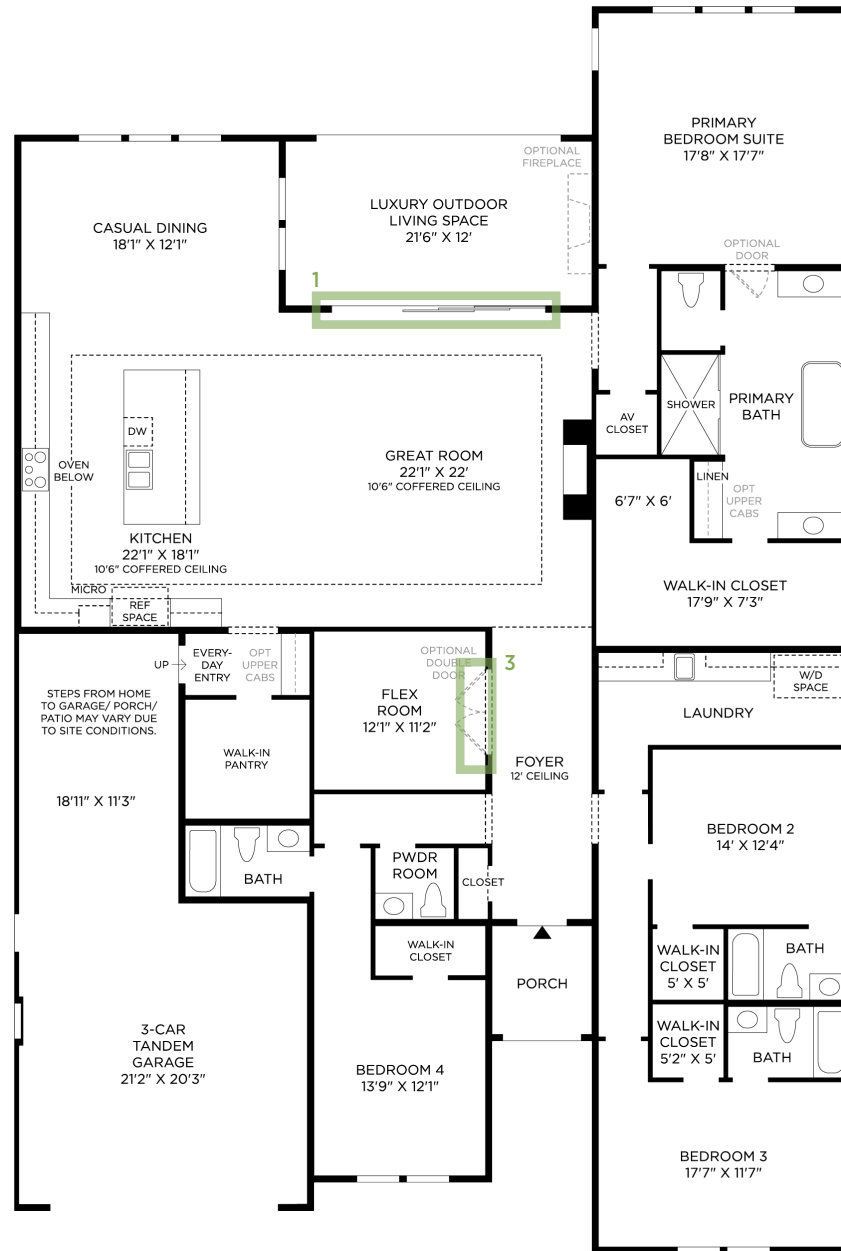 PRIMARY
BEDROOM SUITE
17'8" X 17'7"
OPTIONAL
FIREPLACE
LUXURY OUTDOOR
LIVING SPACE
21'6" X 12'
CASUAL DINING
18'1" X 12'1"
OPTIONAL
DOOR
1
SHOWER
PRIMARY
BATH
AV
CLOSET
DW
OVEN
BELOW
GREAT ROOM
22'1" X 22'
10'6" COFFERED CEILING
LINEN
OPT
UPPER
CABS
6'7" X 6'
KITCHEN
22'1" X 18'1"
10'6" COFFERED CEILING
MICRO
REF
SPACE
WALK-IN CLOSET
17'9" X 7'3"
UP
EVERY-
DAY
ENTRY
OPT
UPPER
CABS
OPTIONAL
DOUBLE
DOOR
3
W/D
SPACE
LAUNDRY
STEPS FROM HOME
TO GARAGE/ PORCH/
PATIO MAY VARY DUE
TO SITE CONDITIONS.
FLEX
ROOM
12'1" X 11'2"
WALK-IN
PANTRY
FOYER
12' CEILING
18'11" X 11'3"
BEDROOM 2
14' X 12'4"
BATH
PWDR
ROOM
CLOSET
WALK-IN
CLOSET
WALK-IN
CLOSET
5' X 5'
BATH
PORCH
3-CAR
TANDEM
GARAGE
21'2" X 20'3"
WALK-IN
CLOSET
5'2" X 5'
BATH
BEDROOM 4
13'9" X 12'1"
BEDROOM 3
17'7" X 11'7"